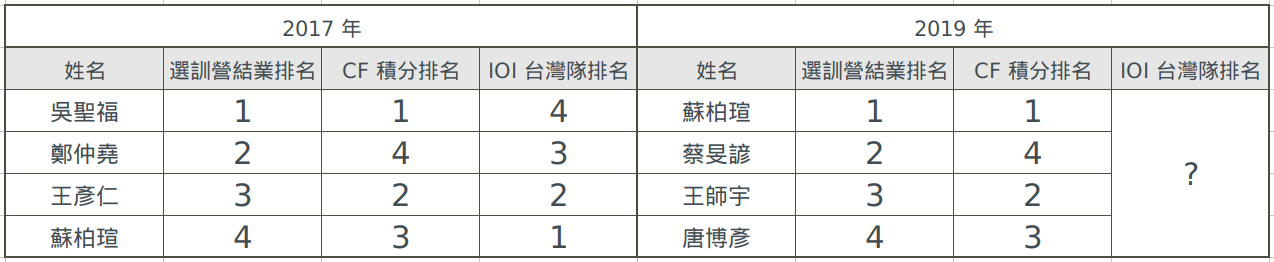 2017 年 2019 年
姓名 選訓營結業排名 CF 積分排名 IOI 台灣隊排名 姓名 選訓營結業排名 CF 積分排名 IOI 台灣隊排名
吳聖福 1 1 4 蘇柏瑄 1 1
鄭仲堯 2 4 3 蔡旻諺 2 4
?
王彥仁 3 2 2 王師宇 3 2
蘇柏瑄 4 3 1 唐博彥 4 3